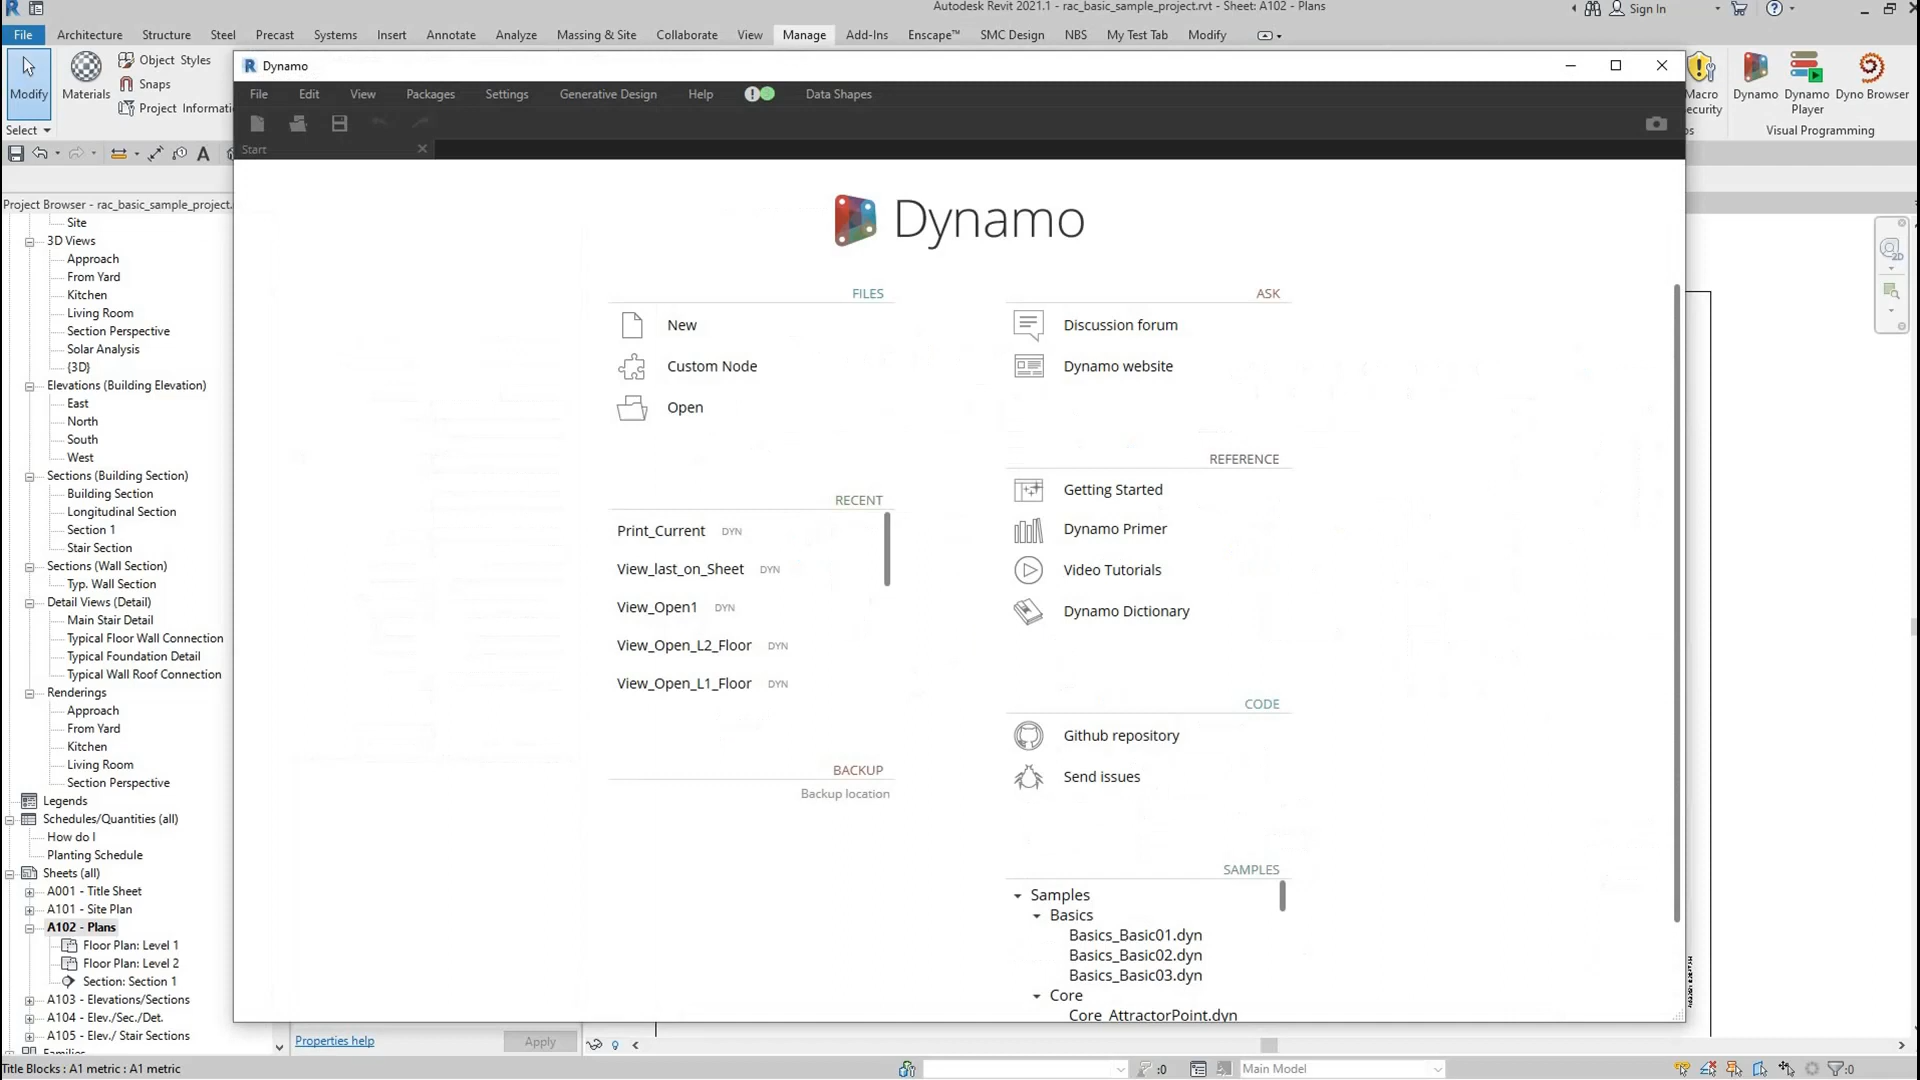 Autodesk Revit 2021.1 - rac_basic_sample_project.rvt - Sheet: A102 - Plans
Sign In
File Architecture Structure Steel Precast Systems Insert Annotate Analyze Massing & Site Collaborate View Manage Add-Ins Enscape™ SMC Design NBS My Test Tab Modify
Modify
Materials
Object Styles
Snaps
Project Informati
Select
Macro
Security
Dynamo
Dynamo Player
Dyno Browser
Visual Programming
Dynamo
File Edit View Packages Settings Generative Design Help Data Shapes
Start
Project Browser - rac_basic_sample_project.
Site
3D Views
Approach
From Yard
Kitchen
Living Room
Section Perspective
Solar Analysis
{3D}
Elevations (Building Elevation)
East
North
South
West
Sections (Building Section)
Building Section
Longitudinal Section
Section 1
Stair Section
Sections (Wall Section)
Typ. Wall Section
Detail Views (Detail)
Main Stair Detail
Typical Floor Wall Connection
Typical Foundation Detail
Typical Wall Roof Connection
Renderings
Approach
From Yard
Kitchen
Living Room
Section Perspective
Legends
Schedules/Quantities (all)
How do I
Planting Schedule
Sheets (all)
A001 - Title Sheet
A101 - Site Plan
A102 - Plans
Floor Plan: Level 1
Floor Plan: Level 2
Section: Section 1
A103 - Elevations/Sections
A104 - Elev./Sec./Det.
A105 - Elev./ Stair Sections
Families
Dynamo
FILES
New
Custom Node
Open
RECENT
Print_Current DYN
View_last_on_Sheet DYN
View_Open1 DYN
View_Open_L2_Floor DYN
View_Open_L1_Floor DYN
BACKUP
Backup location
ASK
Discussion forum
Dynamo website
REFERENCE
Getting Started
Dynamo Primer
Video Tutorials
Dynamo Dictionary
CODE
Github repository
Send issues
SAMPLES
Samples
Basics
Basics_Basic01.dyn
Basics_Basic02.dyn
Basics_Basic03.dyn
Core
Core_AttractorPoint.dyn
2D
Properties help
Apply
Title Blocks : A1 metric : A1 metric
:0
Main Model
:0